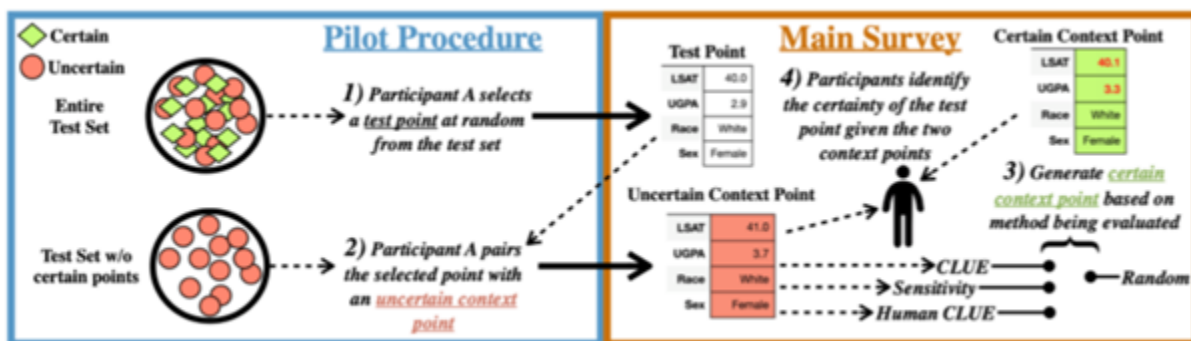 Certain
Uncertain
Entire
Test Set
Test Set w/o
certain points
Pilot Procedure
1) Participant A selects
a test point at random
from the test set
2) Participant A pairs
the selected point with
an uncertain context
point
Main Survey
Test Point
LSAT 40.0
UGPA 2.9
Race White
Sex Female
Uncertain Context Point
LSAT 41.0
UGPA 3.7
Race White
Sex Female
4) Participants identify
the certainty of the test
point given the two
context points
Certain Context Point
LSAT 40.1
UGPA 3.3
Race White
Sex Female
3) Generate certain
context point based on
method being evaluated
CLUE
Sensitivity
Human CLUE
Random